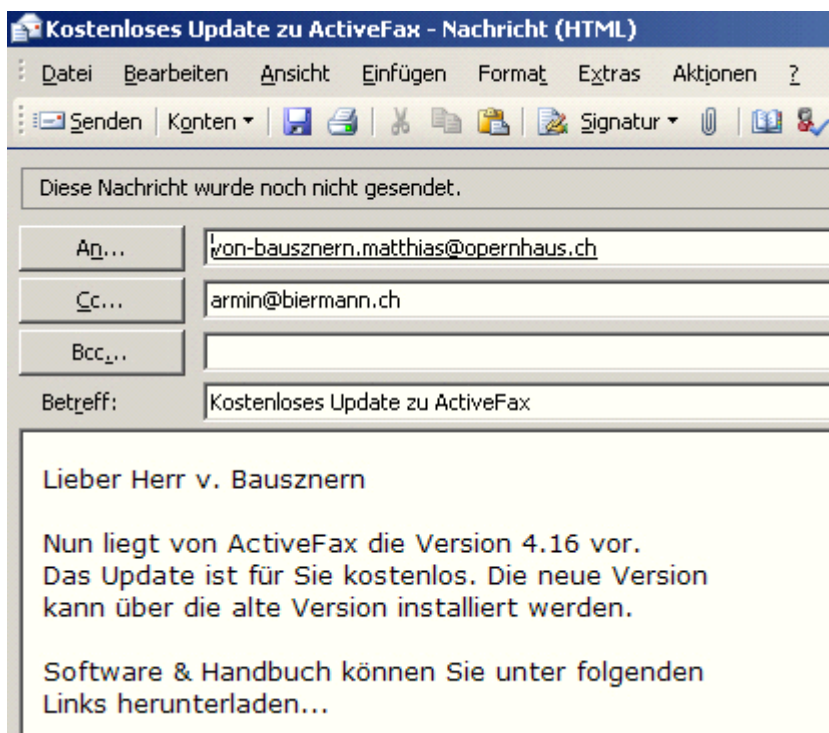 Kostenloses Update zu ActiveFax - Nachricht (HTML)
Datei Bearbeiten Ansicht Einfügen Format Extras Aktionen ?
Senden Konten Signatur
Diese Nachricht wurde noch nicht gesendet.
An... von-bausznern.matthias@opernhaus.ch
Cc... armin@biermann.ch
Bcc...
Betreff: Kostenloses Update zu ActiveFax
Lieber Herr v. Bausznern
Nun liegt von ActiveFax die Version 4.16 vor.
Das Update ist für Sie kostenlos. Die neue Version
kann über die alte Version installiert werden.
Software & Handbuch können Sie unter folgenden
Links herunterladen...